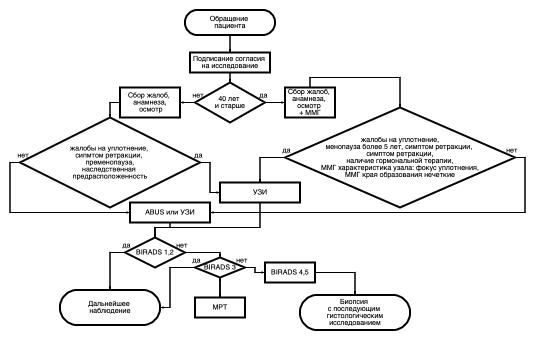 Обращение
пациента
Подписание согласия
на исследование
Сбор жалоб,
анамнеза,
осмотр
нет
40 лет
и старше
да
Сбор жалоб,
анамнеза,
осмотр
+ ММГ
нет
жалобы на уплотнение,
симптом ретракции,
пременопауза,
наследственная
предрасположенность
да
да
жалобы на уплотнение,
менопауза более 5 лет, симптом ретракции,
симптом ретракции,
наличие гормональной терапии,
ММГ характеристика узла: фокус уплотнения,
ММГ края образования нечеткие
нет
УЗИ
ABUS или УЗИ
да
BIRADS 1,2
нет
да
BIRADS 3
нет
BIRADS 4,5
Дальнейшее
наблюдение
МРТ
Биопсия
с последующим
гистологическим
исследованием